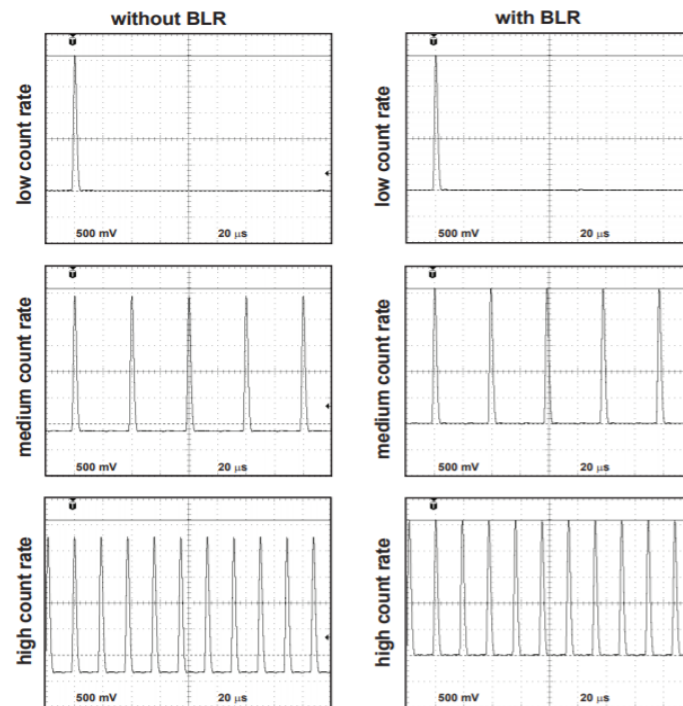 without BLR
with BLR
low count rate
500 mV 20 μs
low count rate
500 mV 20 μs
medium count rate
500 mV 20 μs
medium count rate
500 mV 20 μs
high count rate
500 mV 20 μs
high count rate
500 mV 20 μs